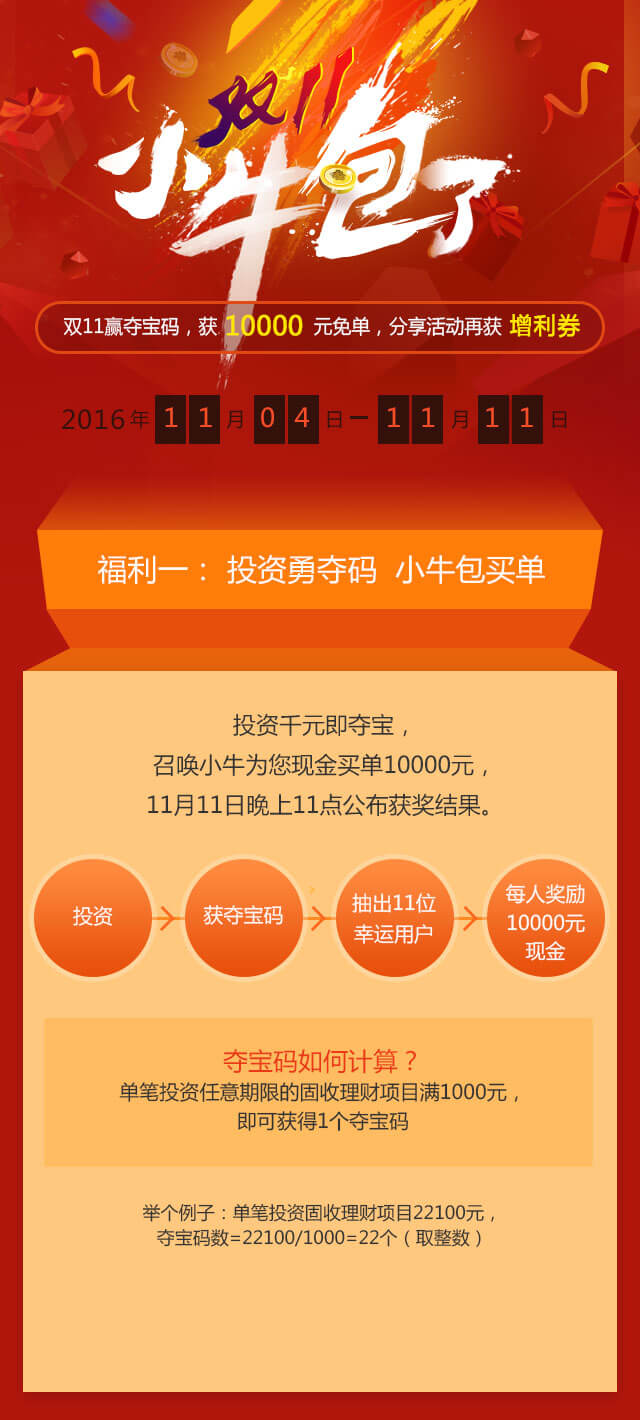 双11
小牛包了
双11赢夺宝码，获 10000 元免单，分享活动再获 增利券
2016年11月04日－11月11日
福利一： 投资勇夺码 小牛包买单
投资千元即夺宝，
召唤小牛为您现金买单10000元，
11月11日晚上11点公布获奖结果。
投资
获夺宝码
抽出11位
幸运用户
每人奖励
10000元
现金
夺宝码如何计算？
单笔投资任意期限的固收理财项目满1000元，
即可获得1个夺宝码
举个例子：单笔投资固收理财项目22100元，
夺宝码数=22100/1000=22个（取整数）